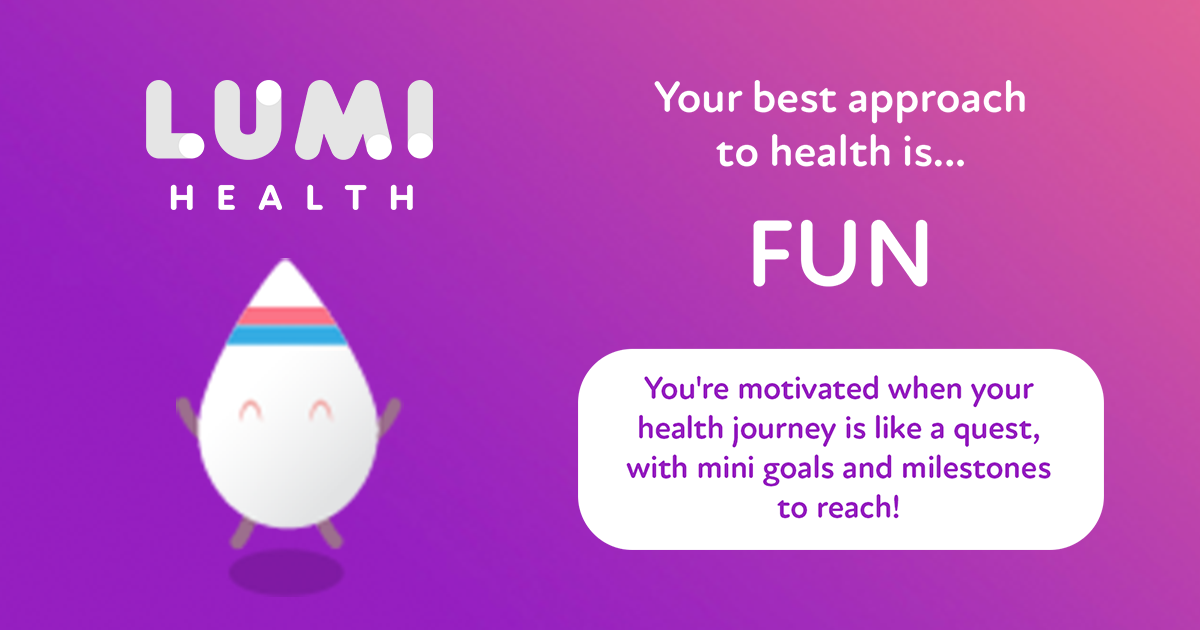 LUMI
HEALTH
Your best approach
to health is...
FUN
You're motivated when your
health journey is like a quest,
with mini goals and milestones
to reach!